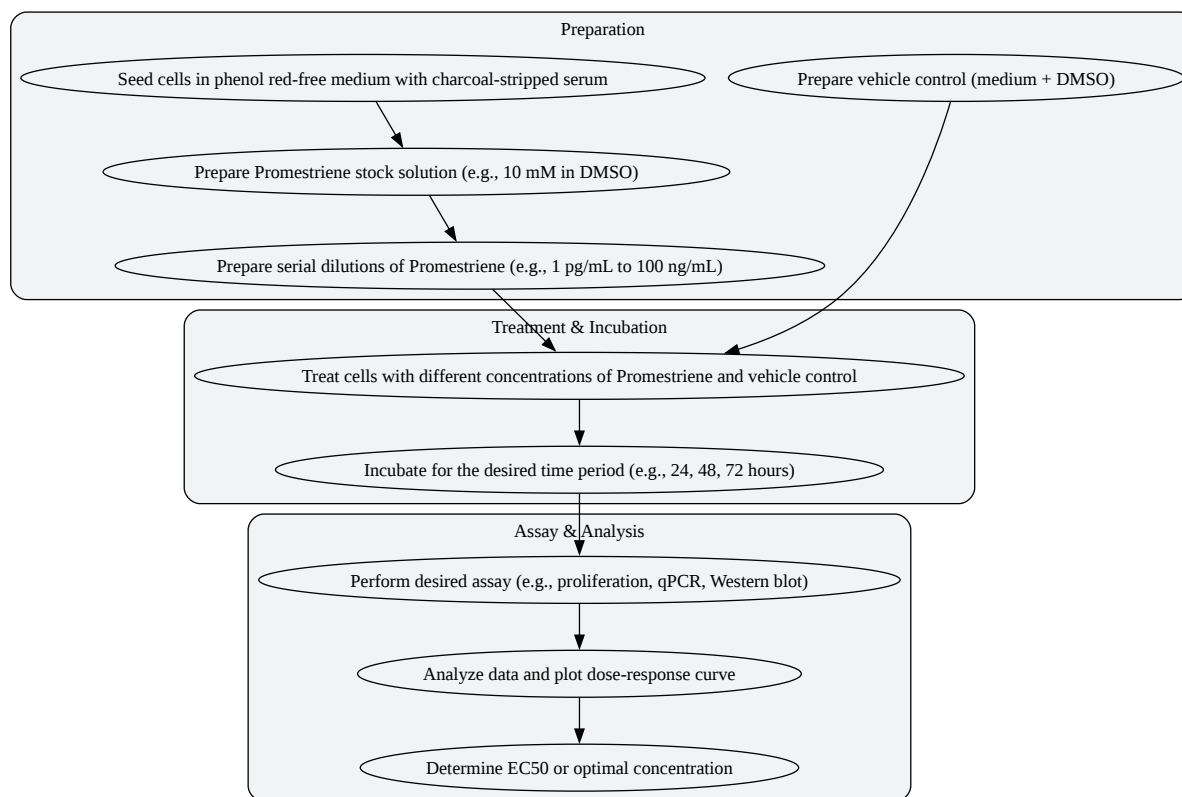 Preparation
Seed cells in phenol red-free medium with charcoal-stripped serum
Prepare vehicle control (medium + DMSO)
Prepare Promestriene stock solution (e.g., 10 mM in DMSO)
Prepare serial dilutions of Promestriene (e.g., 1 pg/mL to 100 ng/mL)
Treatment & Incubation
Treat cells with different concentrations of Promestriene and vehicle control
Incubate for the desired time period (e.g., 24, 48, 72 hours)
Assay & Analysis
Perform desired assay (e.g., proliferation, qPCR, Western blot)
Analyze data and plot dose-response curve
Determine EC50 or optimal concentration